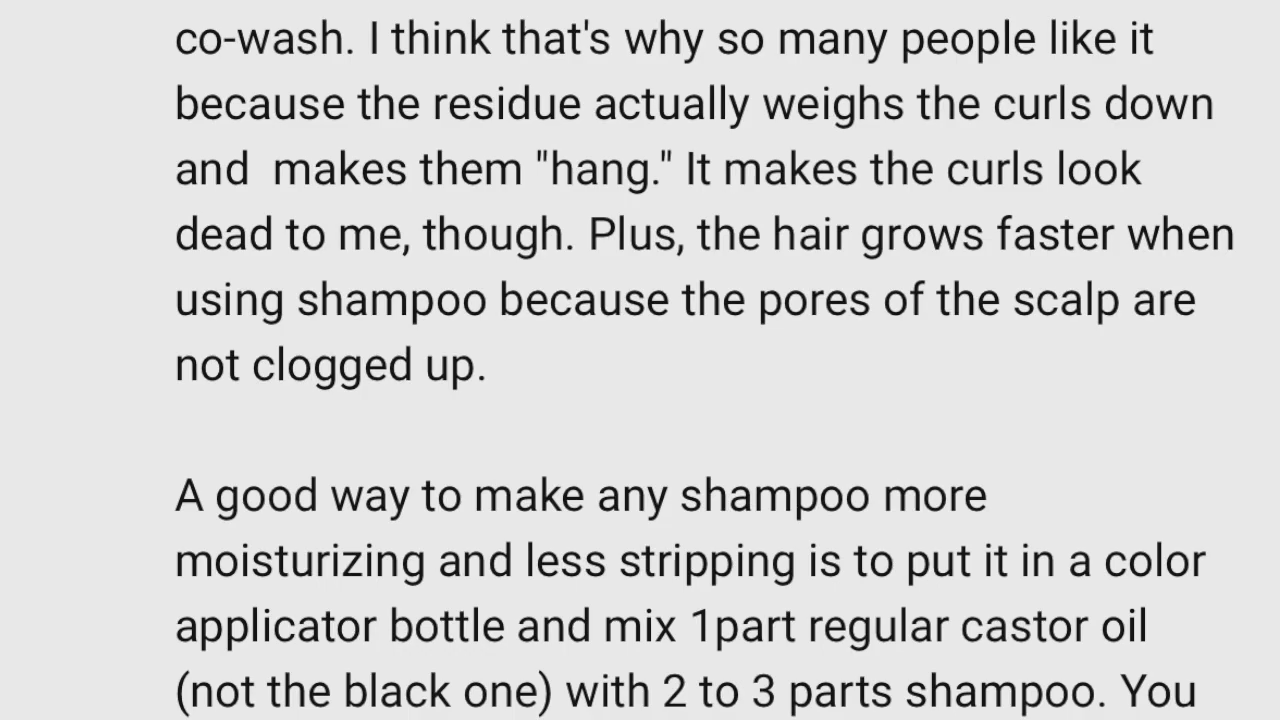 co-wash. I think that's why so many people like it
because the residue actually weighs the curls down
and  makes them "hang." It makes the curls look
dead to me, though. Plus, the hair grows faster when
using shampoo because the pores of the scalp are
not clogged up.

A good way to make any shampoo more
moisturizing and less stripping is to put it in a color
applicator bottle and mix 1part regular castor oil
(not the black one) with 2 to 3 parts shampoo. You